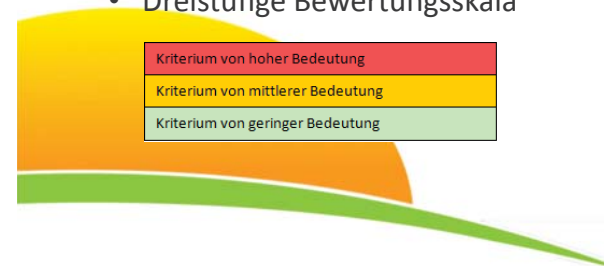 • Dreistufige Bewertungsskala
Kriterium von hoher Bedeutung
Kriterium von mittlerer Bedeutung
Kriterium von geringer Bedeutung